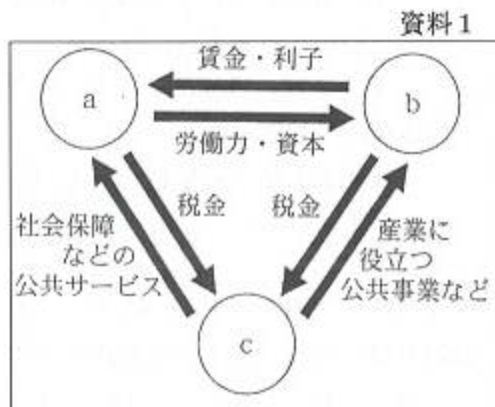 資料1
賃金・利子
a
b
労働力・資本
税金
税金
社会保障
などの
公共サービス
産業に
役立つ
公共事業など
c